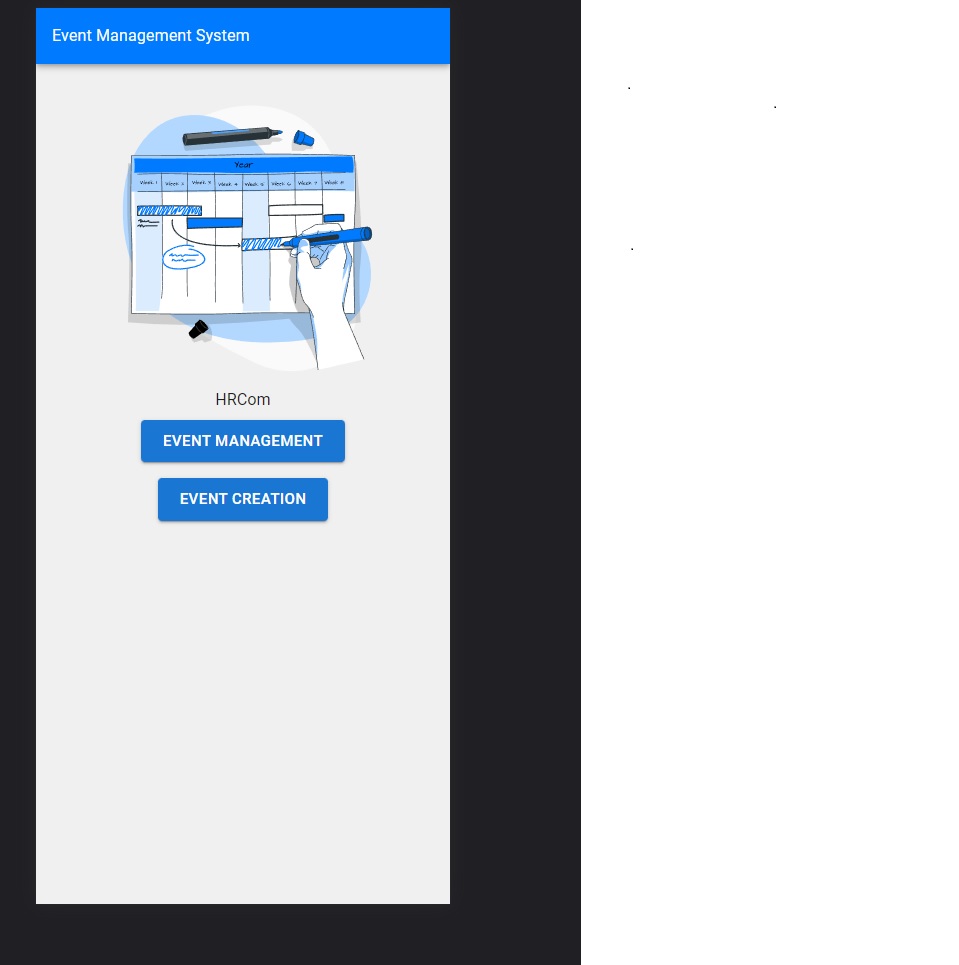 Event Management System
Year
Week 1 Week 2 Week 3 Week 4 Week 5 Week 6 Week 7 Week 8
HRCom
EVENT MANAGEMENT
EVENT CREATION